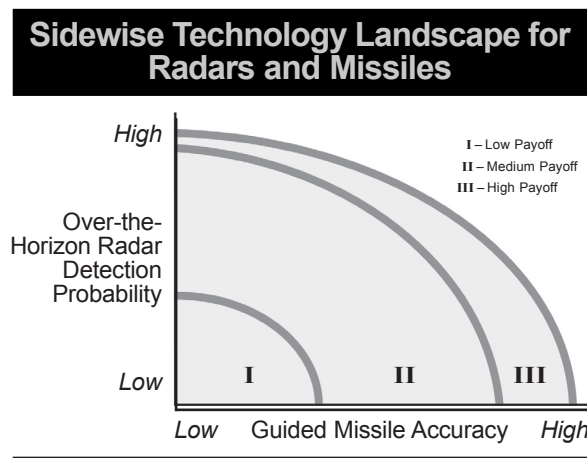 Sidewise Technology Landscape for
Radars and Missiles
High
I – Low Payoff
II – Medium Payoff
III – High Payoff
Over-the-
Horizon Radar
Detection
Probability
Low
I
II
III
Low
Guided Missile Accuracy
High